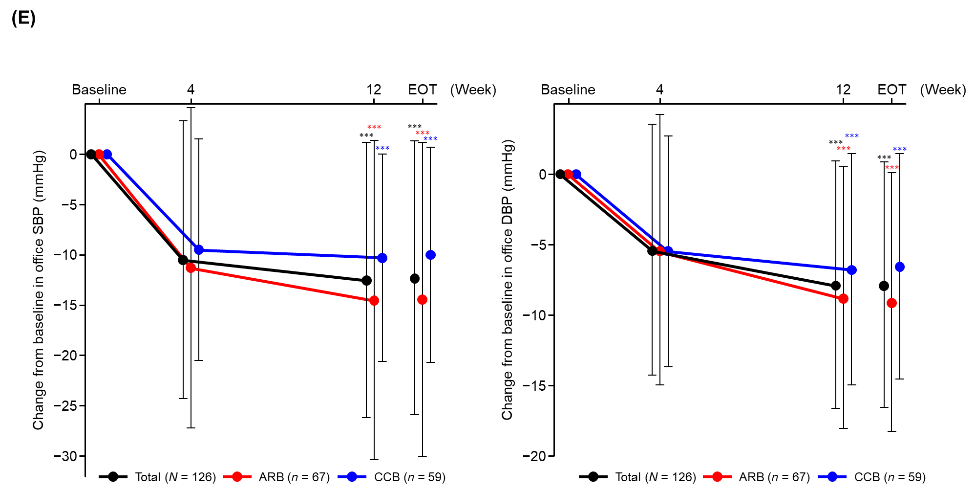 (E)
Baseline 4 12 EOT (Week)
*** *** *** *** *** ***
Change from baseline in office SBP (mmHg)
0
−5
−10
−15
−20
−25
−30
Total (N = 126) ARB (n = 67) CCB (n = 59)
Baseline 4 12 EOT (Week)
*** *** *** *** *** ***
Change from baseline in office DBP (mmHg)
0
−5
−10
−15
−20
Total (N = 126) ARB (n = 67) CCB (n = 59)